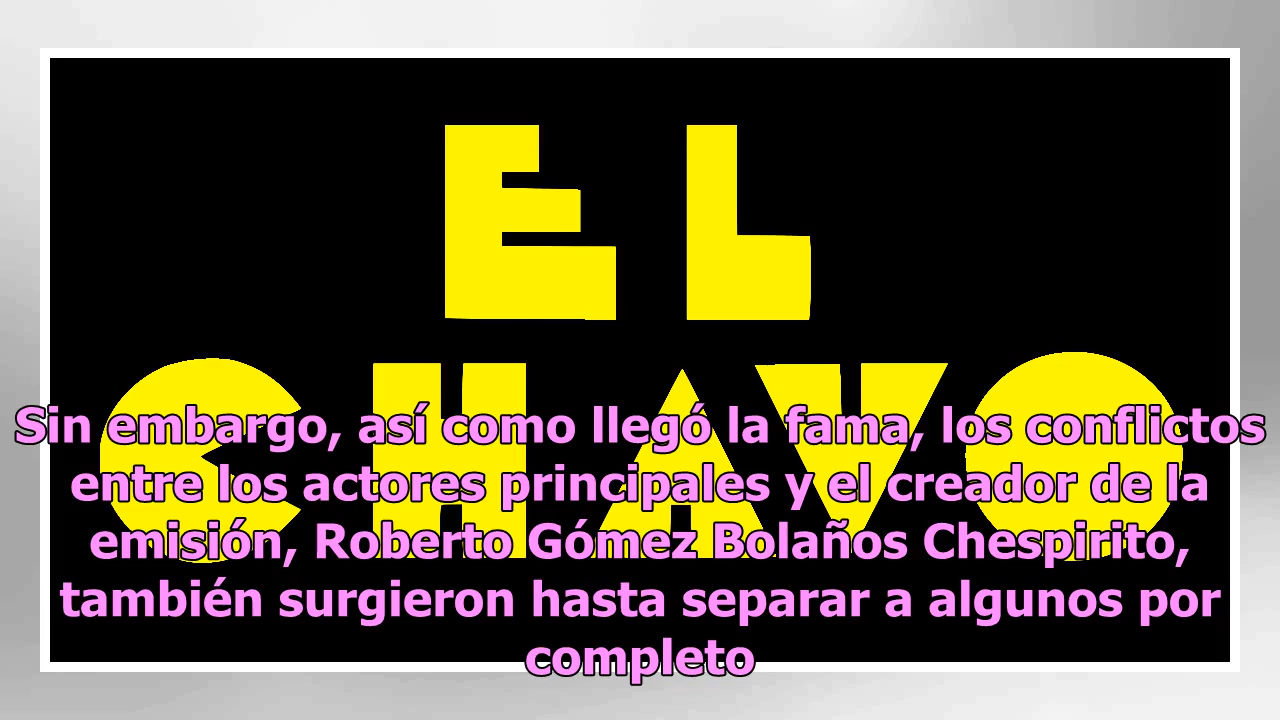 EL
CHAVO
Sin embargo, así como llegó la fama, los conflictos
entre los actores principales y el creador de la
emisión, Roberto Gómez Bolaños Chespirito,
también surgieron hasta separar a algunos por
completo